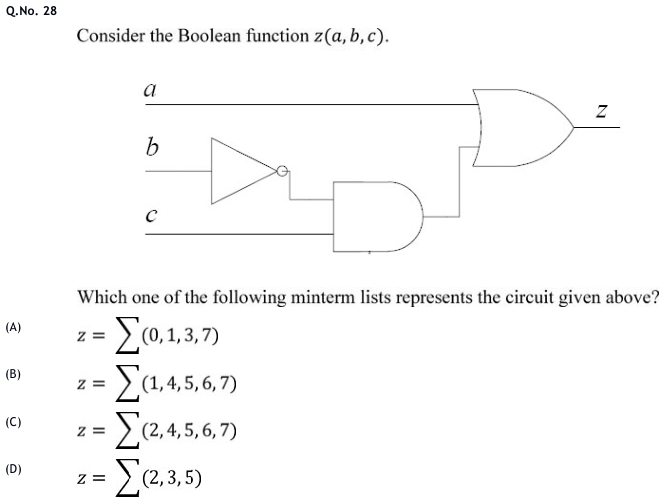 Q.No. 28
Consider the Boolean function z(a, b, c).
a
z
b
c
Which one of the following minterm lists represents the circuit given above?
(A) z = ∑(0, 1, 3, 7)
(B) z = ∑(1, 4, 5, 6, 7)
(C) z = ∑(2, 4, 5, 6, 7)
(D) z = ∑(2, 3, 5)